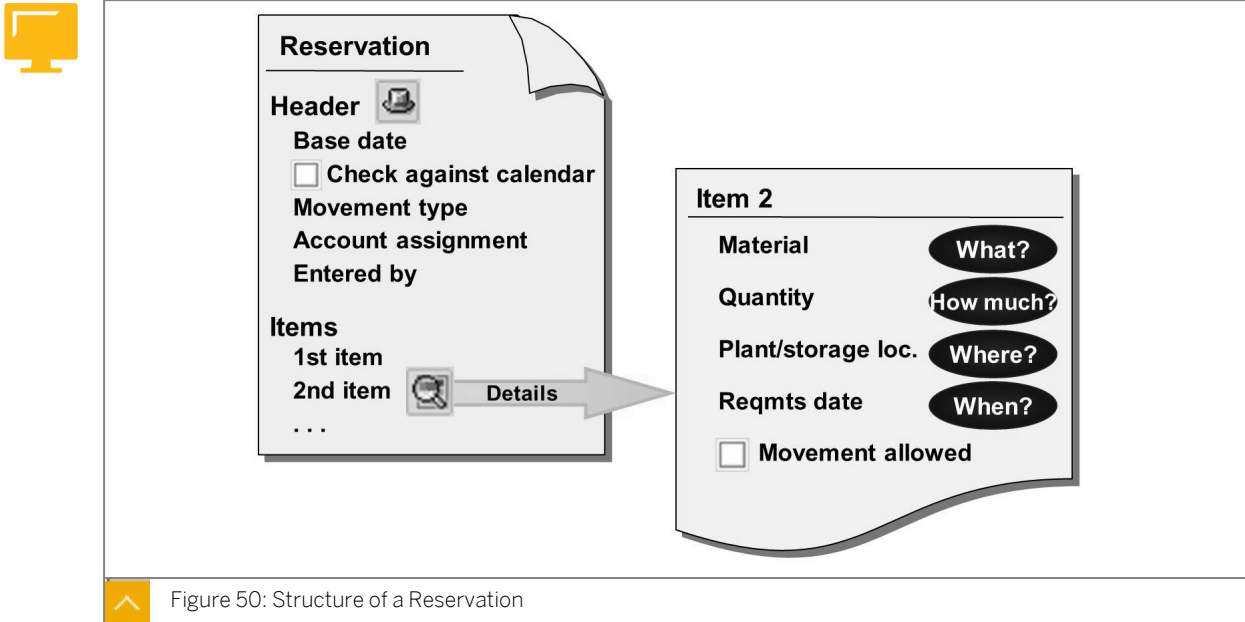 Reservation
Header
Base date
Check against calendar
Movement type
Account assignment
Entered by
Items
1st item
2nd item
Details
. . .
Item 2
Material What?
Quantity How much?
Plant/storage loc. Where?
Reqmts date When?
Movement allowed
Figure 50: Structure of a Reservation